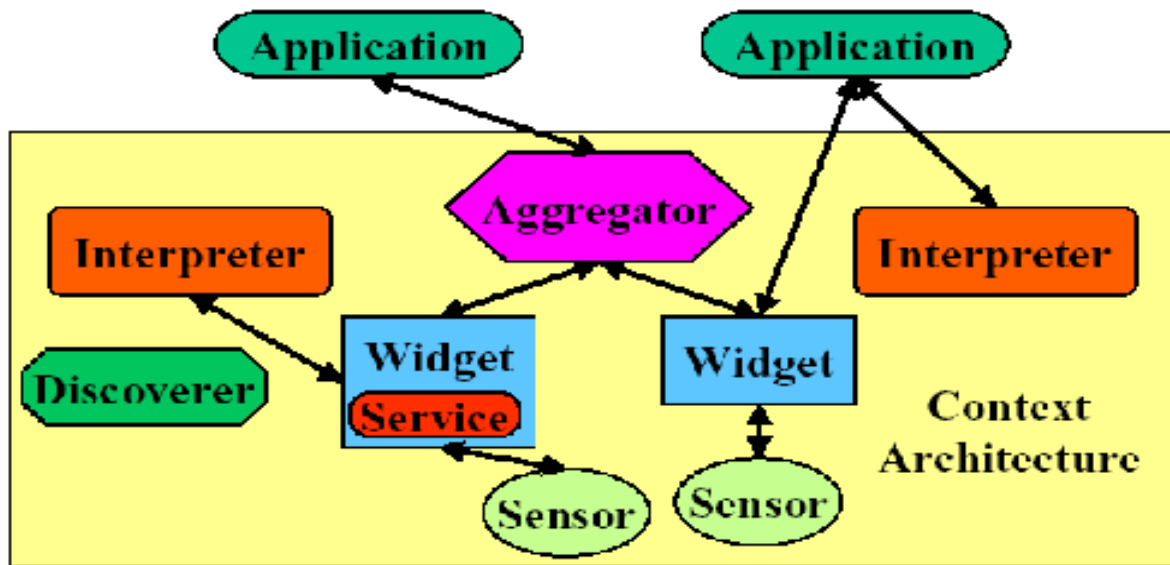 Application
Application
Aggregator
Interpreter
Interpreter
Widget
Widget
Discoverer
Service
Context
Architecture
Sensor
Sensor